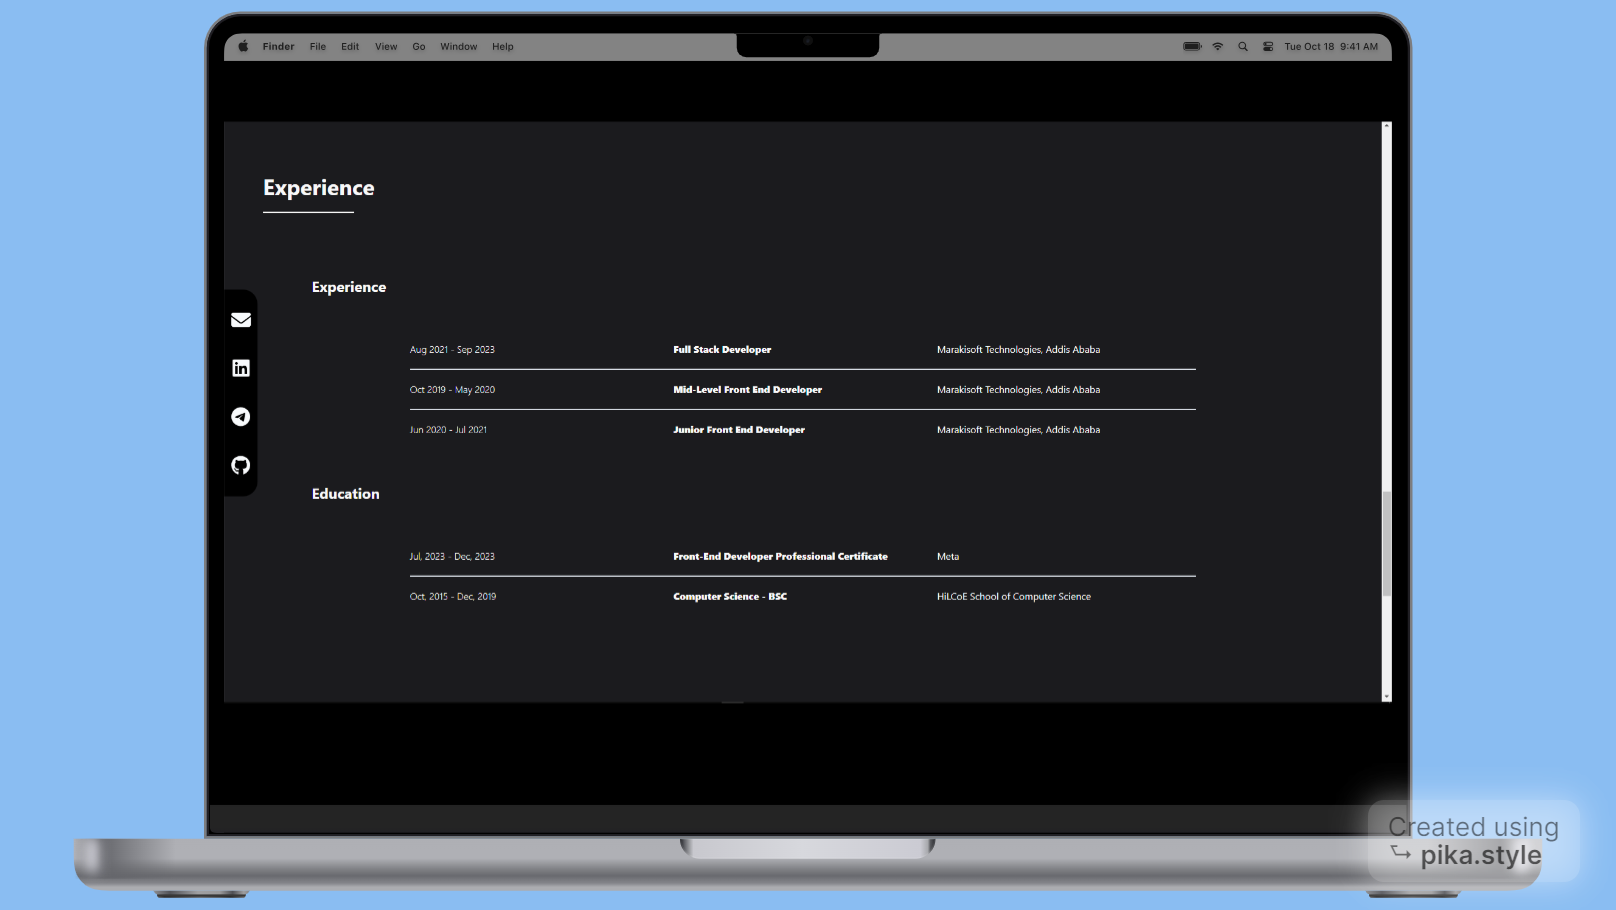 Finder File Edit View Go Window Help Tue Oct 18 9:41 AM
Experience
Experience
Aug 2021 - Sep 2023 Full Stack Developer Marakisoft Technologies, Addis Ababa
Oct 2019 - May 2020 Mid-Level Front End Developer Marakisoft Technologies, Addis Ababa
Jun 2020 - Jul 2021 Junior Front End Developer Marakisoft Technologies, Addis Ababa
Education
Jul, 2023 - Dec, 2023 Front-End Developer Professional Certificate Meta
Oct, 2015 - Dec, 2019 Computer Science - BSC HiLCoE School of Computer Science
Created using
pika.style